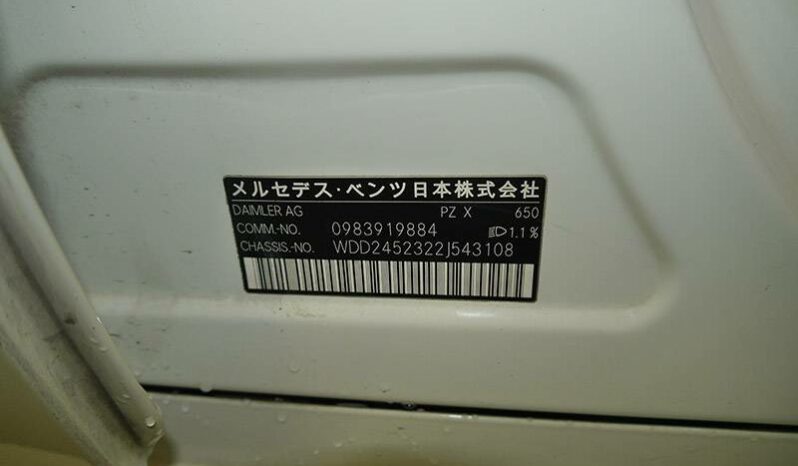 メルセデス・ベンツ日本株式会社
DAIMLER AG PZ X 650
COMM.-NO. 0983919884 1.1%
CHASSIS.-NO. WDD2452322J543108